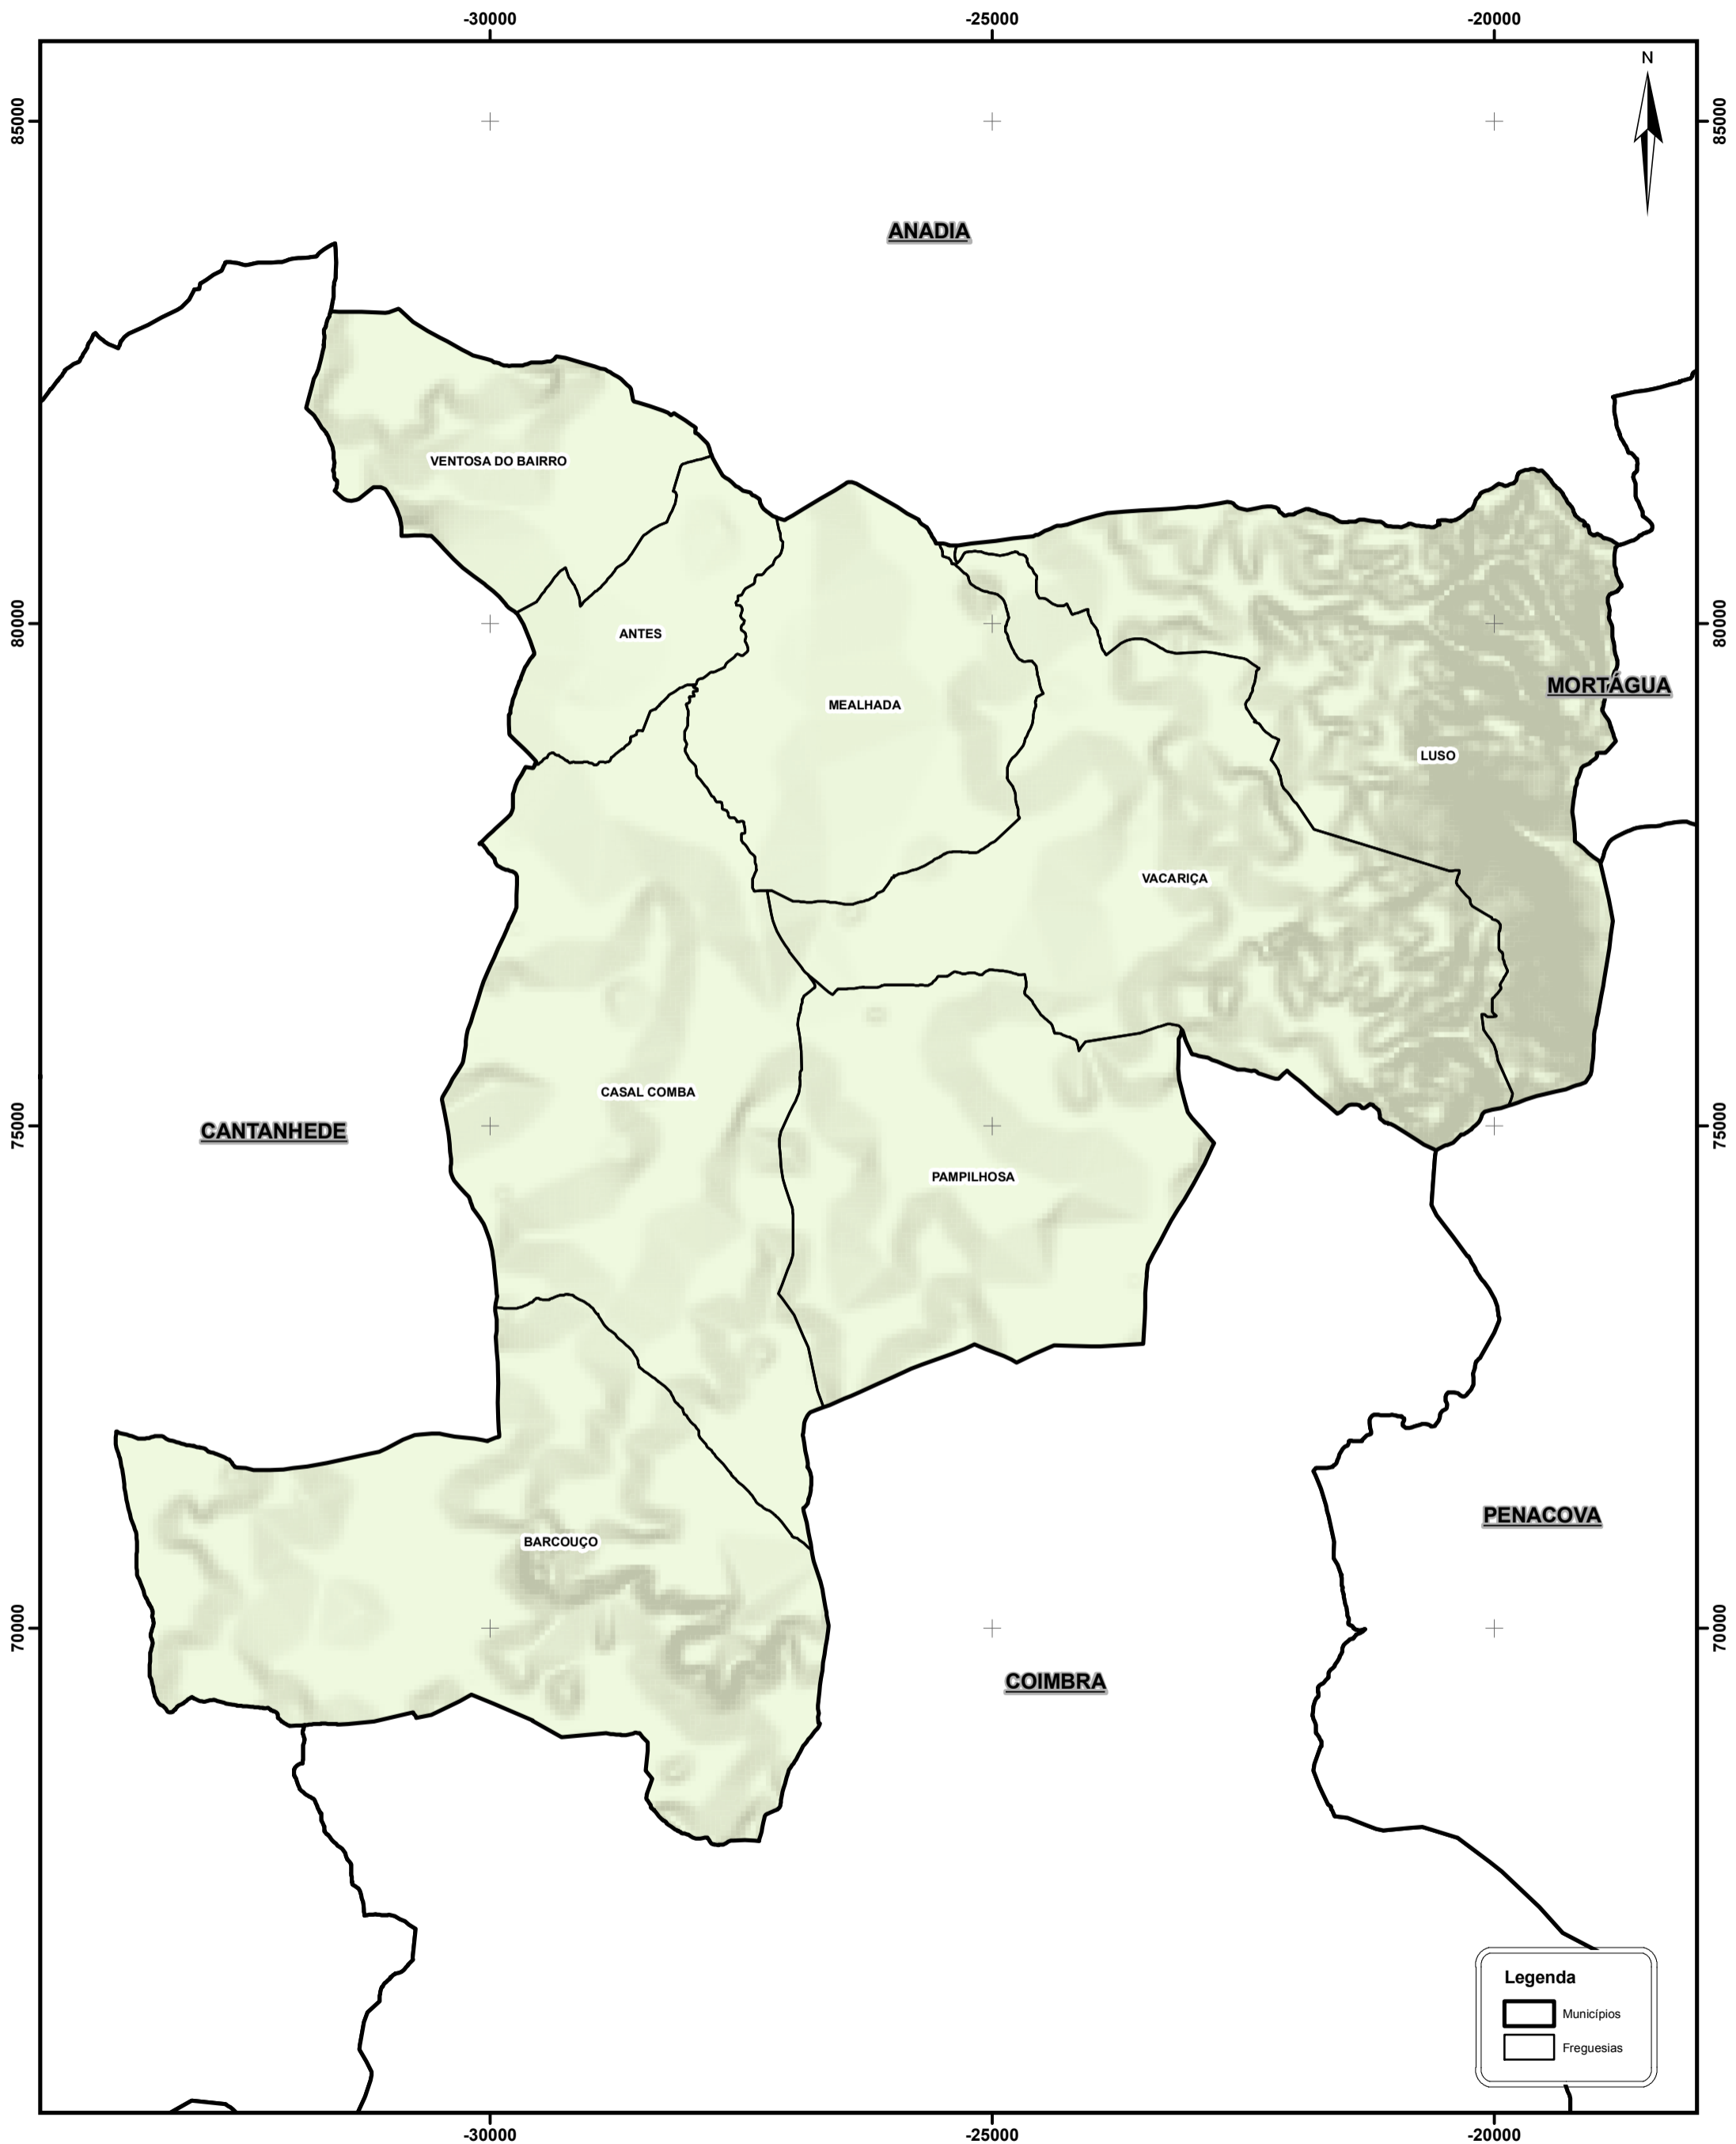 -30000 -25000 -20000
N
85000 85000
ANADIA
VENTOSA DO BAIRRO
80000 80000
ANTES
MORTÁGUA
MEALHADA
LUSO
VACARIÇA
CASAL COMBA
75000 75000
CANTANHEDE
PAMPILHOSA
PENACOVA
BARCOUÇO
70000 70000
COIMBRA
Legenda
Municípios
Freguesias
-30000 -25000 -20000